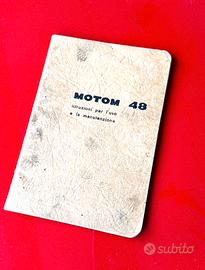 MOTOM 48
istruzioni per l'uso
e la manutenzione
subito